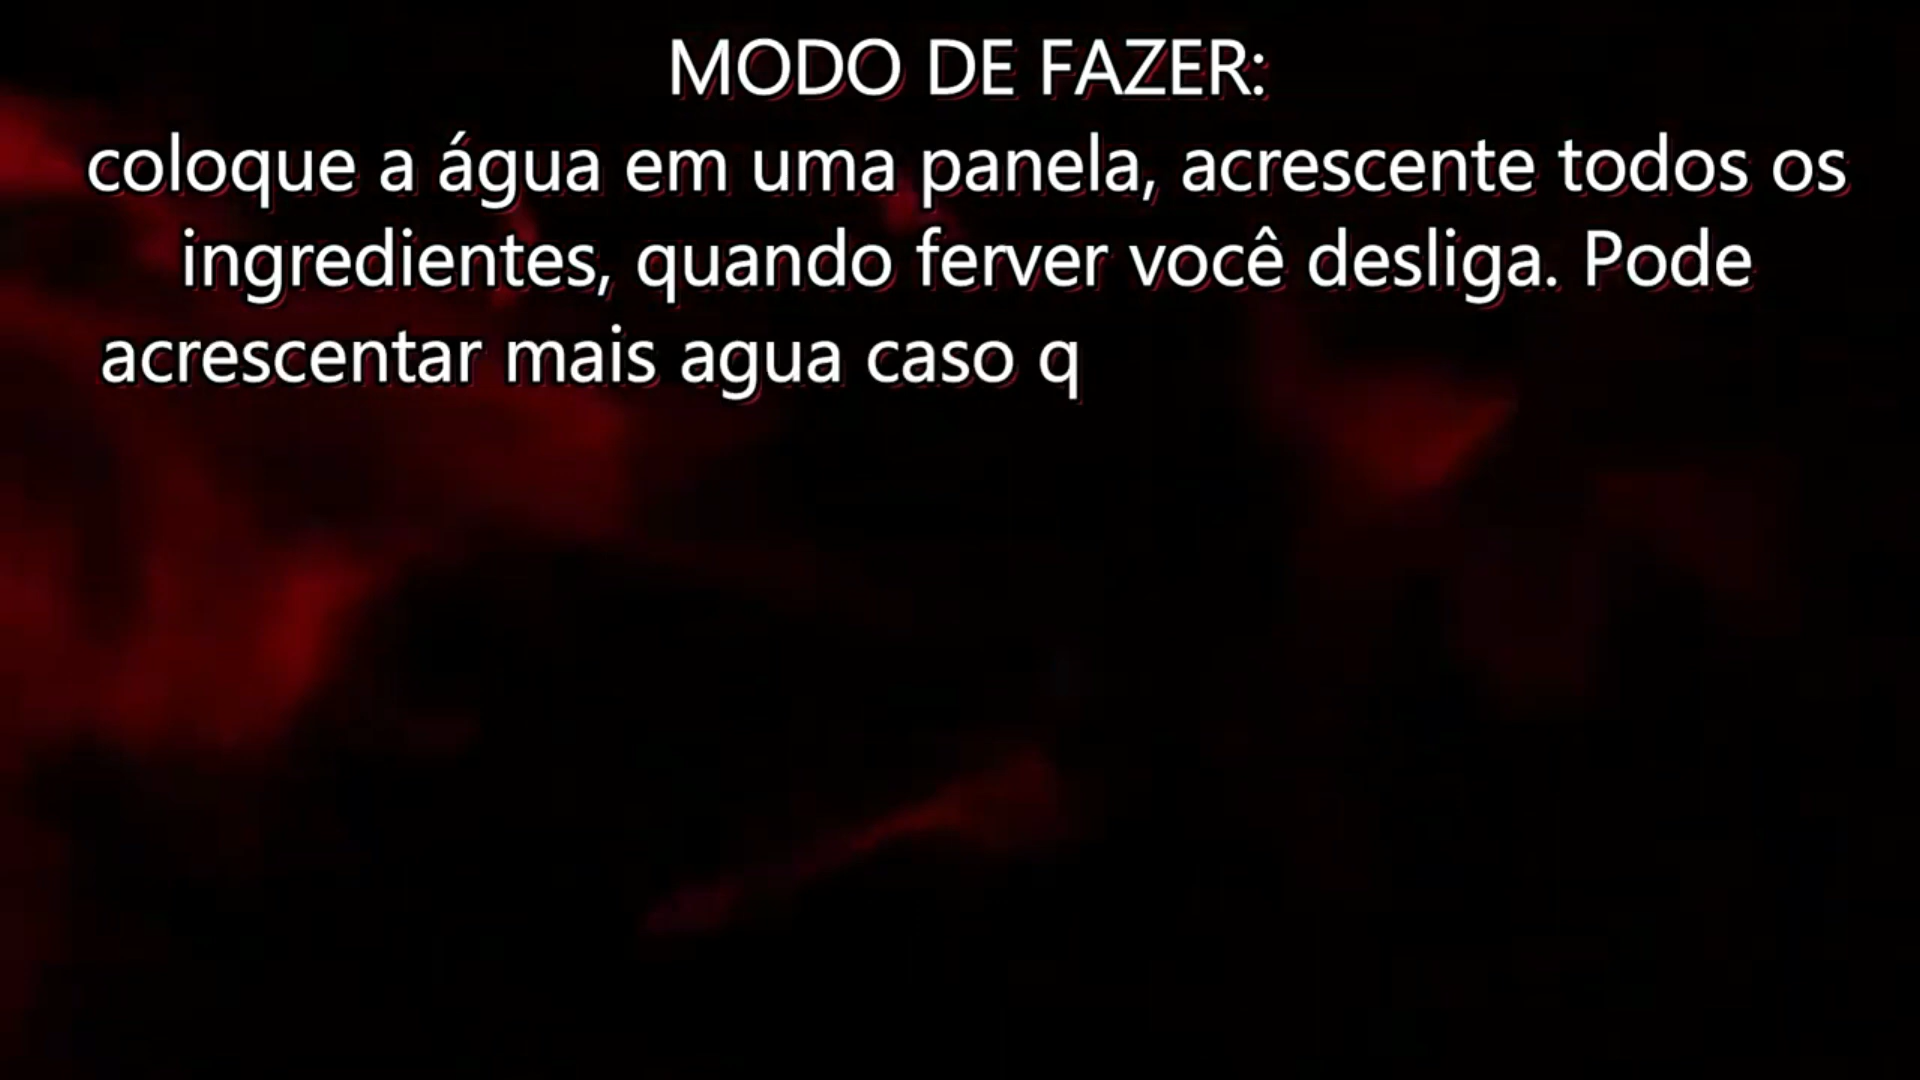 MODO DE FAZER:
coloque a água em uma panela, acrescente todos os
ingredientes, quando ferver você desliga. Pode
acrescentar mais agua caso q